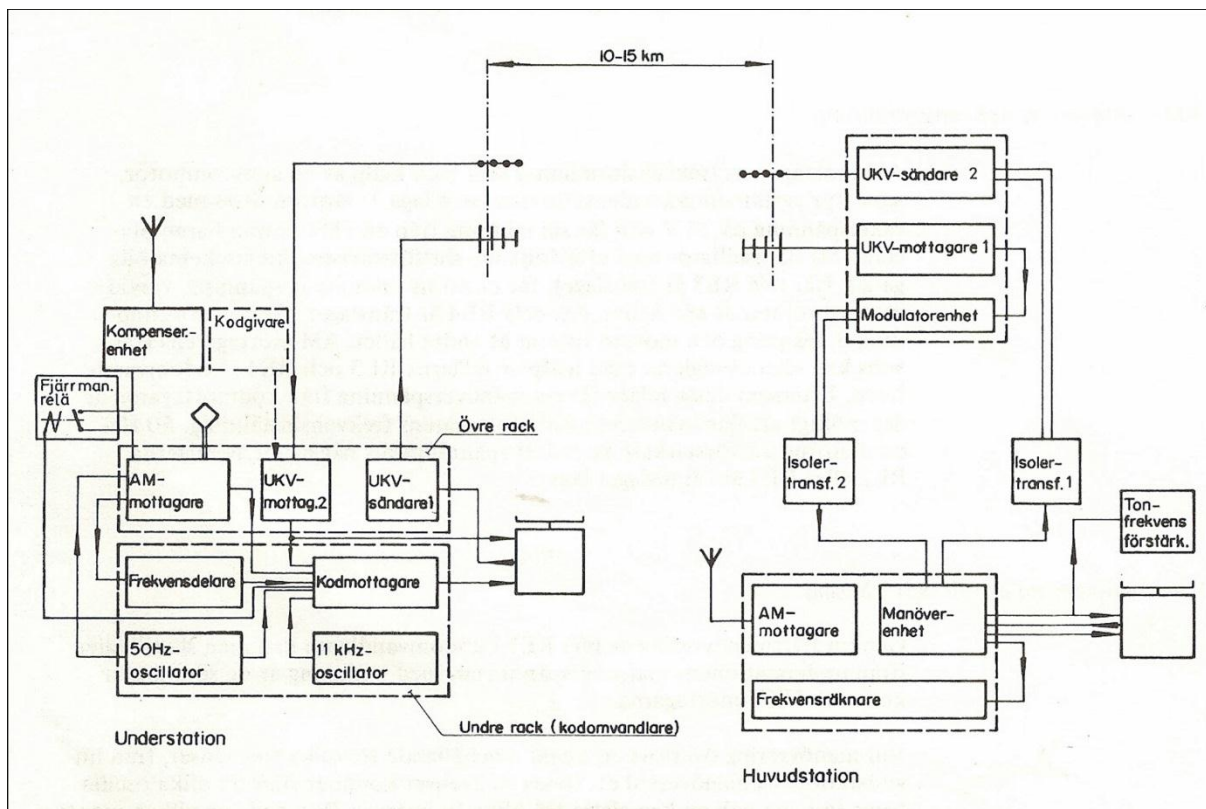 10-15 km
UKV-sändare 2
UKV-mottagare 1
Modulatorenhet
Kompenser.-
enhet
Kodgivare
Fjärrman.
relä
Övre rack
AM-
mottagare
UKV-
mottag.2
UKV-
sändare1
Isoler-
transf. 2
Isoler-
transf. 1
Ton-
frekvens
förstärk.
Frekvensdelare
Kodmottagare
50Hz-
oscillator
11 kHz-
oscillator
AM-
mottagare
Manöver-
enhet
Frekvensräknare
Undre rack (kodomvandlare)
Understation
Huvudstation